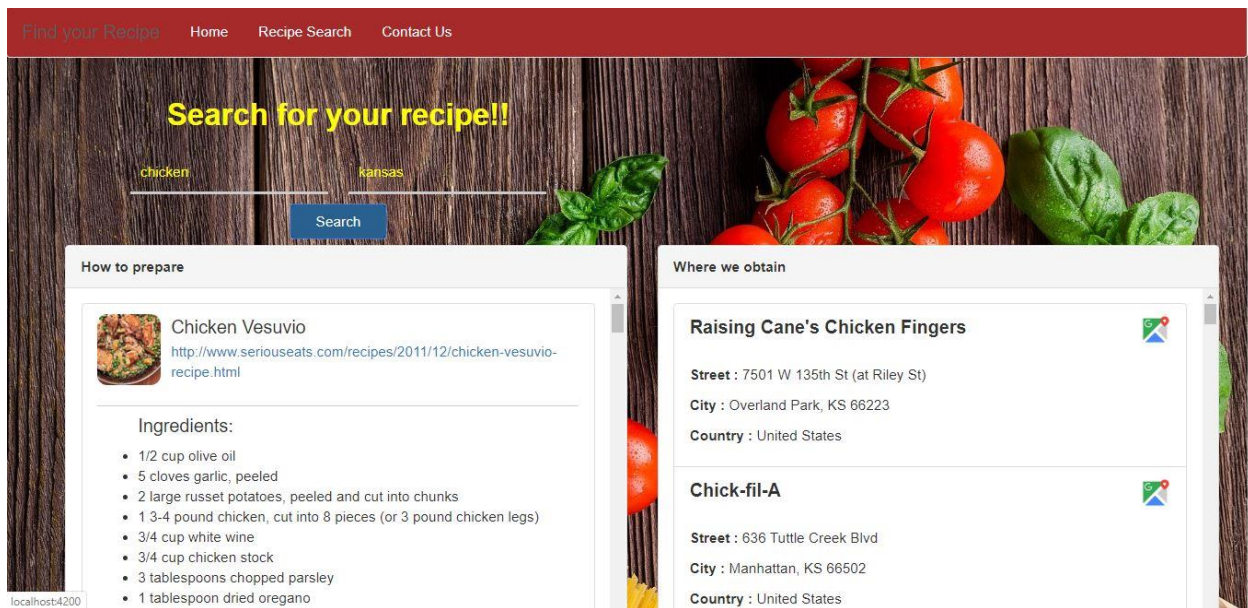 Find your Recipe Home Recipe Search Contact Us
Search for your recipe!!
chicken kansas
Search
How to prepare
Chicken Vesuvio
http://www.seriouseats.com/recipes/2011/12/chicken-vesuvio-
recipe.html
Ingredients:
1/2 cup olive oil
5 cloves garlic, peeled
2 large russet potatoes, peeled and cut into chunks
1 3-4 pound chicken, cut into 8 pieces (or 3 pound chicken legs)
3/4 cup white wine
3/4 cup chicken stock
3 tablespoons chopped parsley
1 tablespoon dried oregano
Where we obtain
Raising Cane's Chicken Fingers
Street : 7501 W 135th St (at Riley St)
City : Overland Park, KS 66223
Country : United States
Chick-fil-A
Street : 636 Tuttle Creek Blvd
City : Manhattan, KS 66502
Country : United States
localhost:4200